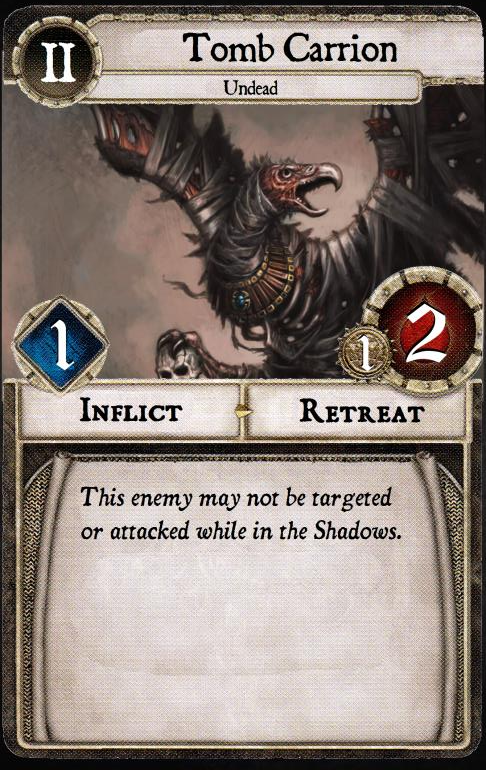 II
Tomb Carrion
Undead
1
1
2
Inflict
Retreat
This enemy may not be targeted
or attacked while in the Shadows.